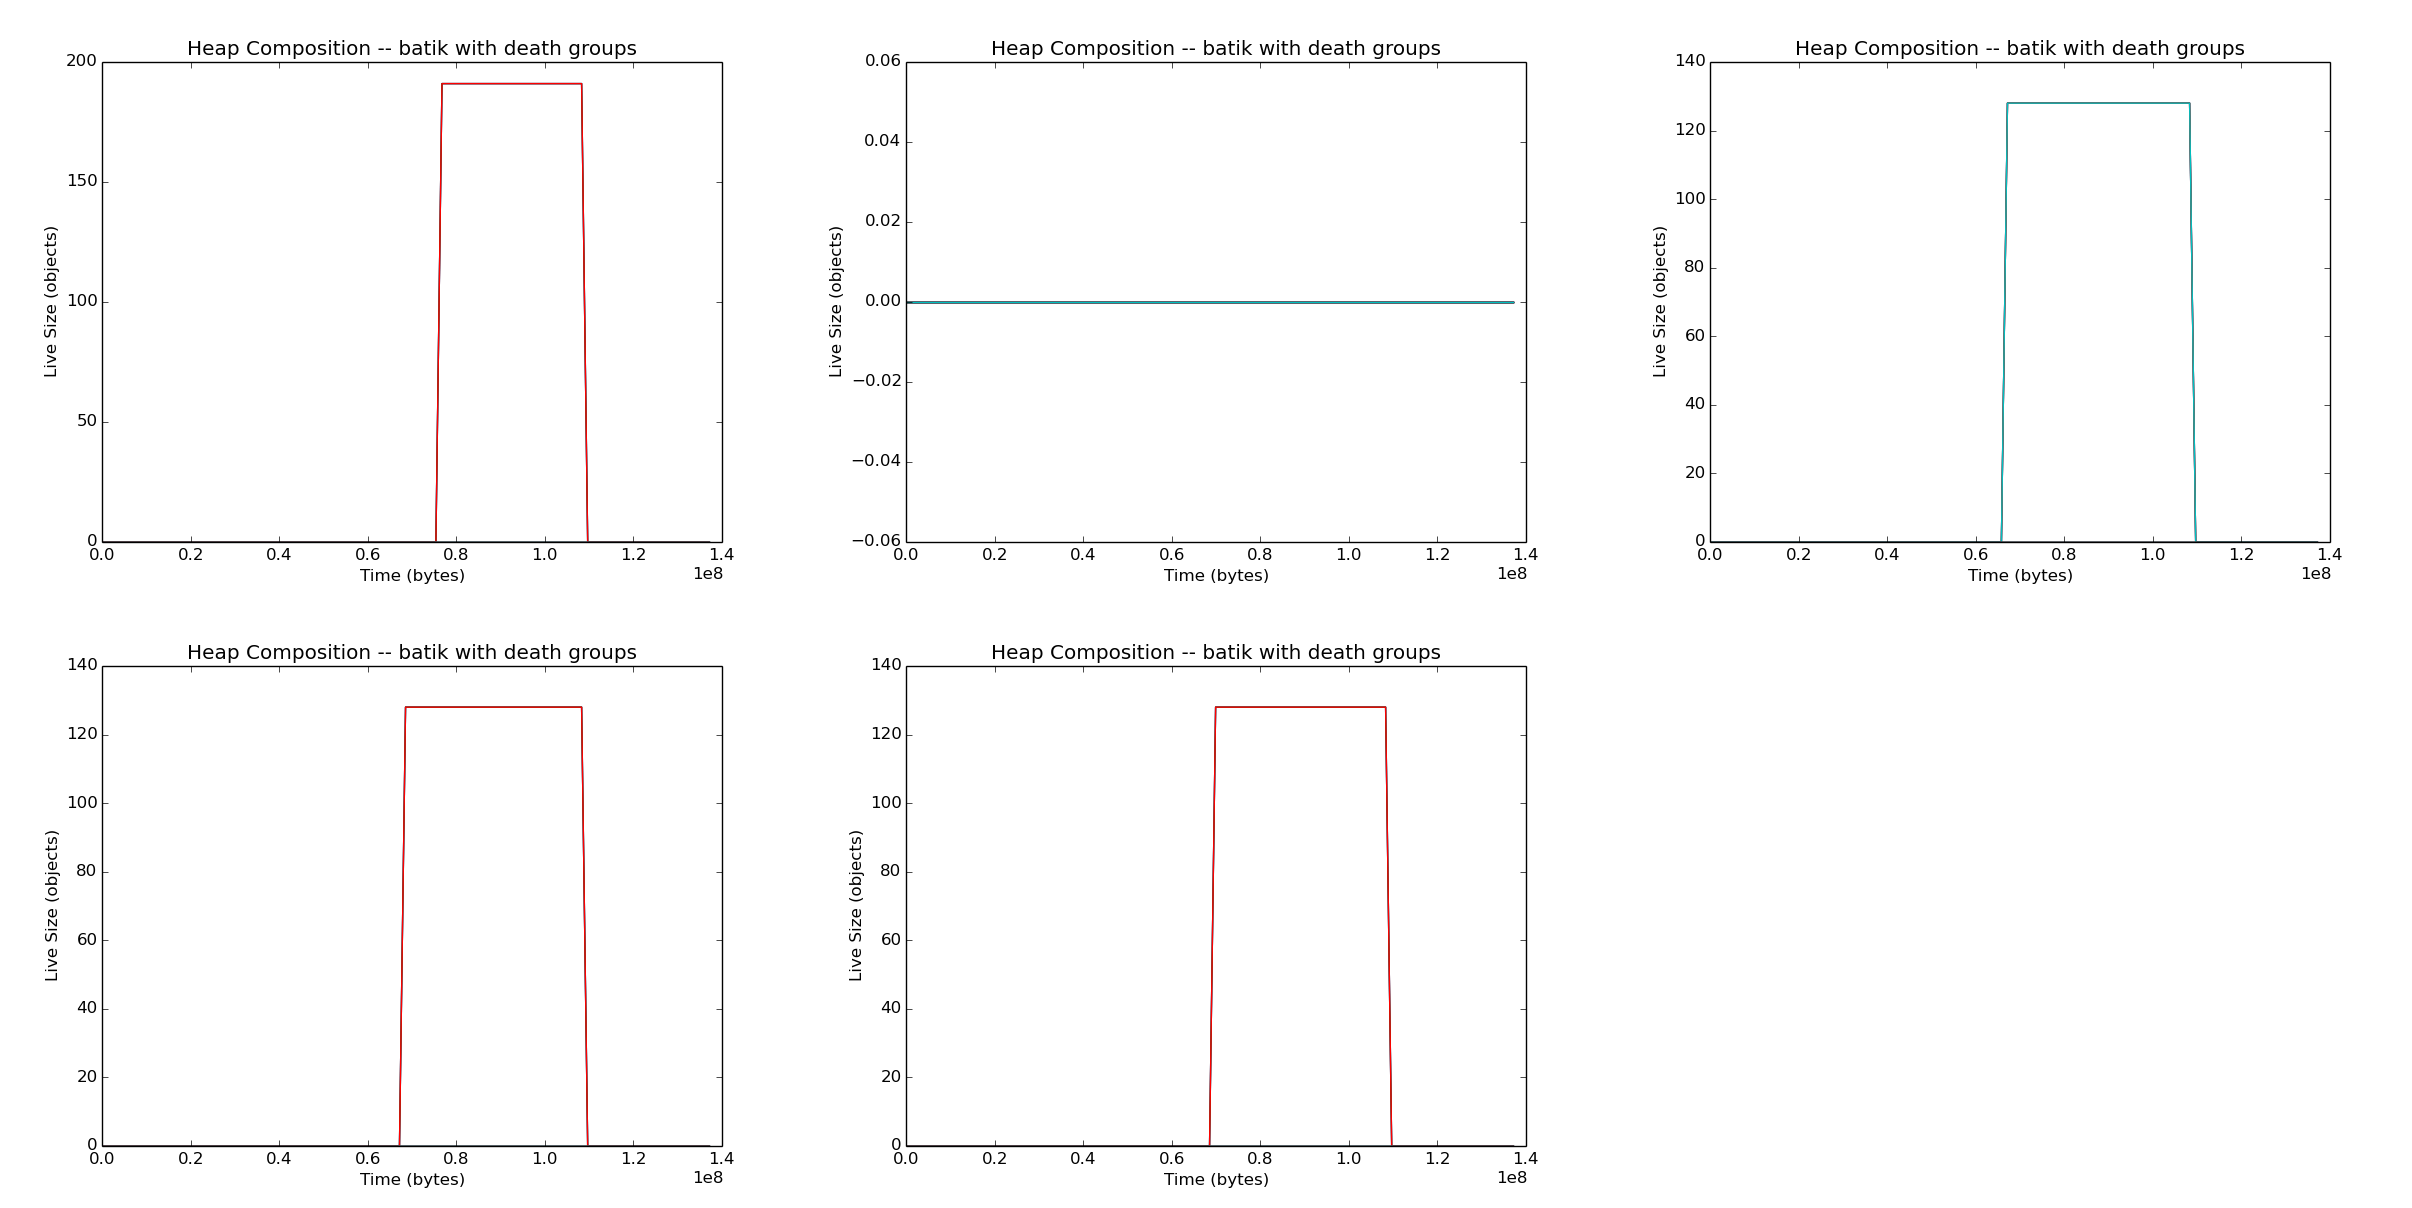 Heap Composition -- batik with death groups
200
150
100
50
0
Live Size (objects)
0.0 0.2 0.4 0.6 0.8 1.0 1.2 1.4
Time (bytes)
1e8
Heap Composition -- batik with death groups
0.06
0.04
0.02
0.00
−0.02
−0.04
−0.06
Live Size (objects)
0.0 0.2 0.4 0.6 0.8 1.0 1.2 1.4
Time (bytes)
1e8
Heap Composition -- batik with death groups
140
120
100
80
60
40
20
0
Live Size (objects)
0.0 0.2 0.4 0.6 0.8 1.0 1.2 1.4
Time (bytes)
1e8
Heap Composition -- batik with death groups
140
120
100
80
60
40
20
0
Live Size (objects)
0.0 0.2 0.4 0.6 0.8 1.0 1.2 1.4
Time (bytes)
1e8
Heap Composition -- batik with death groups
140
120
100
80
60
40
20
0
Live Size (objects)
0.0 0.2 0.4 0.6 0.8 1.0 1.2 1.4
Time (bytes)
1e8